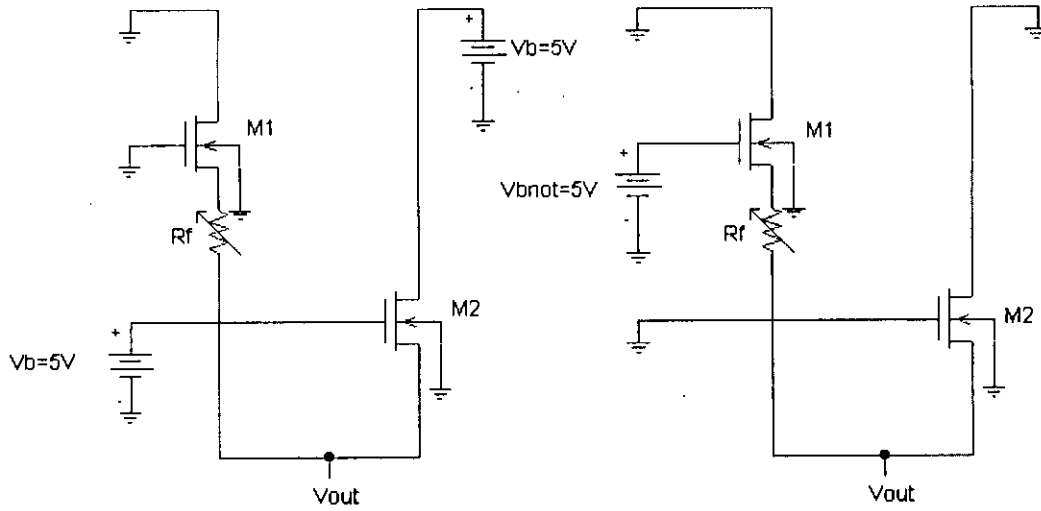 +
Vb=5V
M1
Rf
+
Vb=5V
M2
Vout
M1
+
Vbnot=5V
Rf
M2
Vout